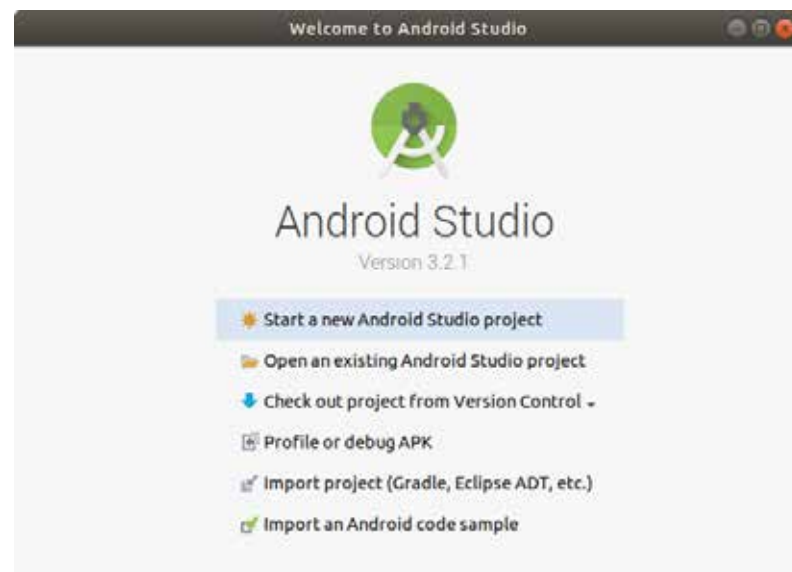 Welcome to Android Studio
Android Studio
Version 3.2.1
Start a new Android Studio project
Open an existing Android Studio project
Check out project from Version Control
Profile or debug APK
Import project (Gradle, Eclipse ADT, etc.)
Import an Android code sample